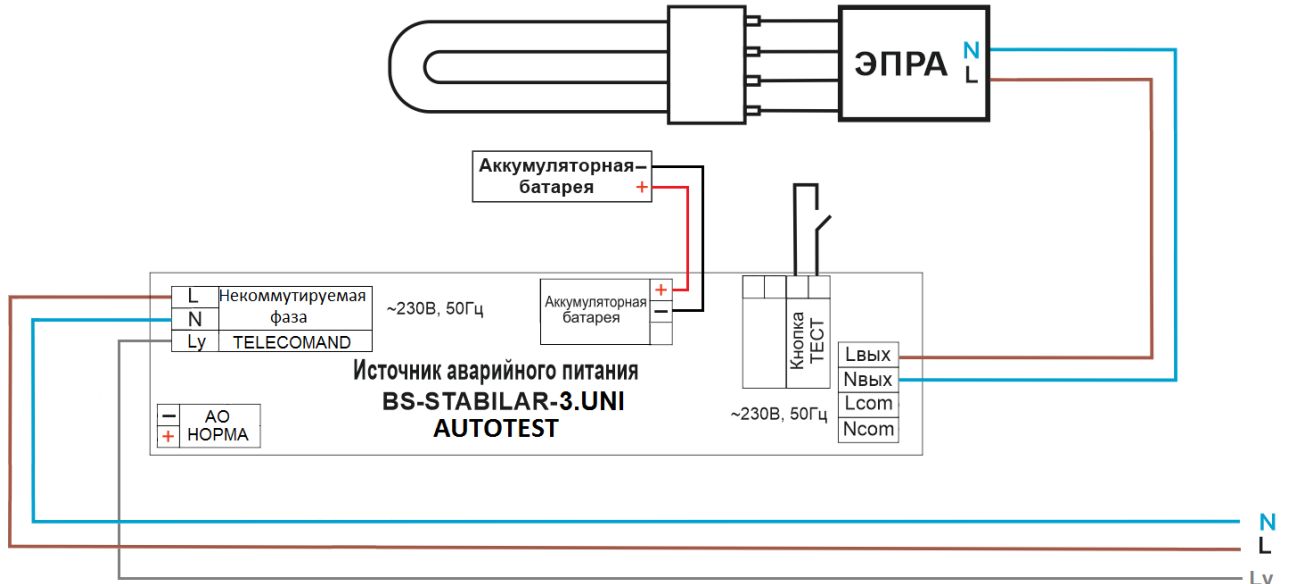 ЭПРА
N
L
Аккумуляторная–
батарея +
L
N
Ly
Некоммутируемая
фаза
TELECOMAND
~230В, 50Гц
Аккумуляторная
батарея
+
–
Кнопка
ТЕСТ
Lвых
Nвых
Lcom
Ncom
~230В, 50Гц
Источник аварийного питания
BS-STABILAR-3.UNI
AUTOTEST
–
+
АО
НОРМА
N
L
Ly